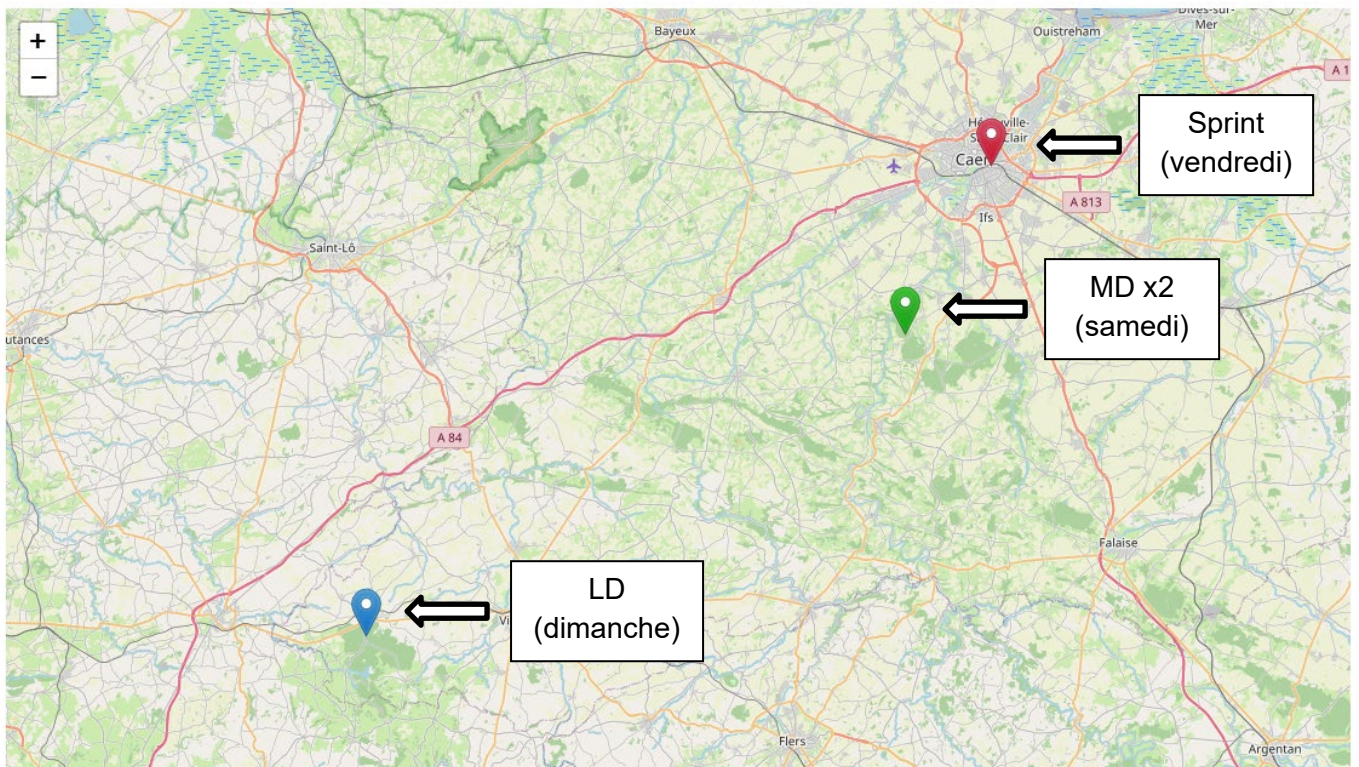 Dives-sur-
Mer
Bayeux
Ouistreham
+
−
A 1
Sprint
(vendredi)
Caen
A 813
Ifs
Saint-Lô
MD x2
(samedi)
utances
A 84
Falaise
LD
(dimanche)
Flers
Argentan